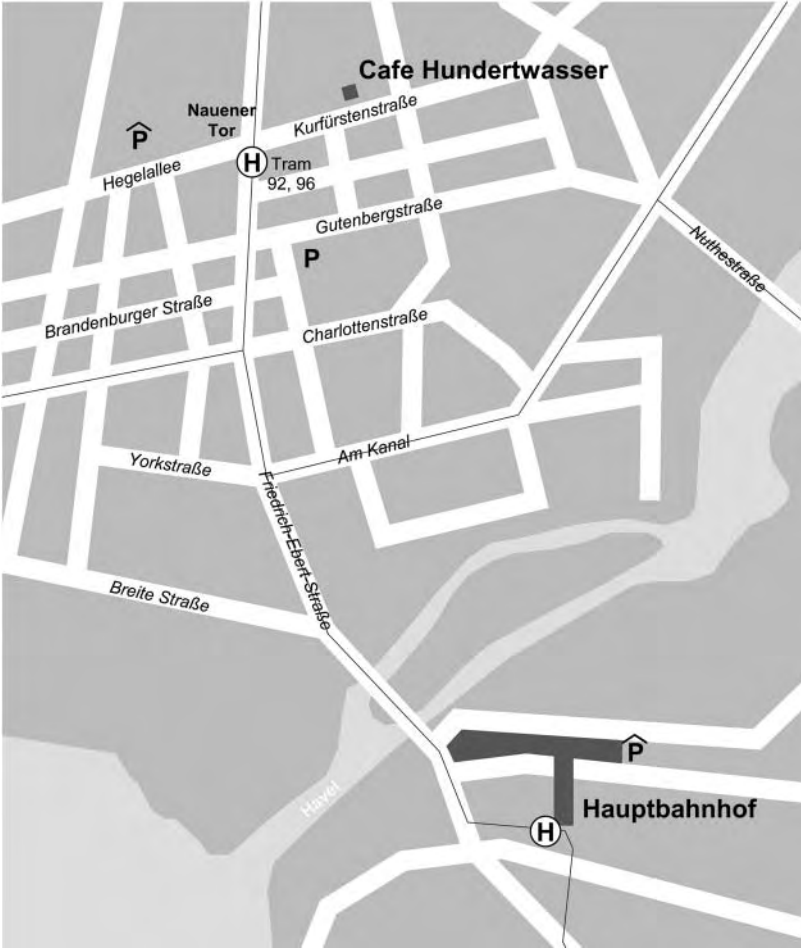 Cafe Hundertwasser
Nauener
Tor
P
Kurfürstenstraße
Hegelallee
H
Tram
92, 96
Gutenbergstraße
P
Nuthestraße
Brandenburger Straße
Charlottenstraße
Am Kanal
Yorkstraße
Friedrich-Ebert-Straße
Breite Straße
P
Havel
Hauptbahnhof
H